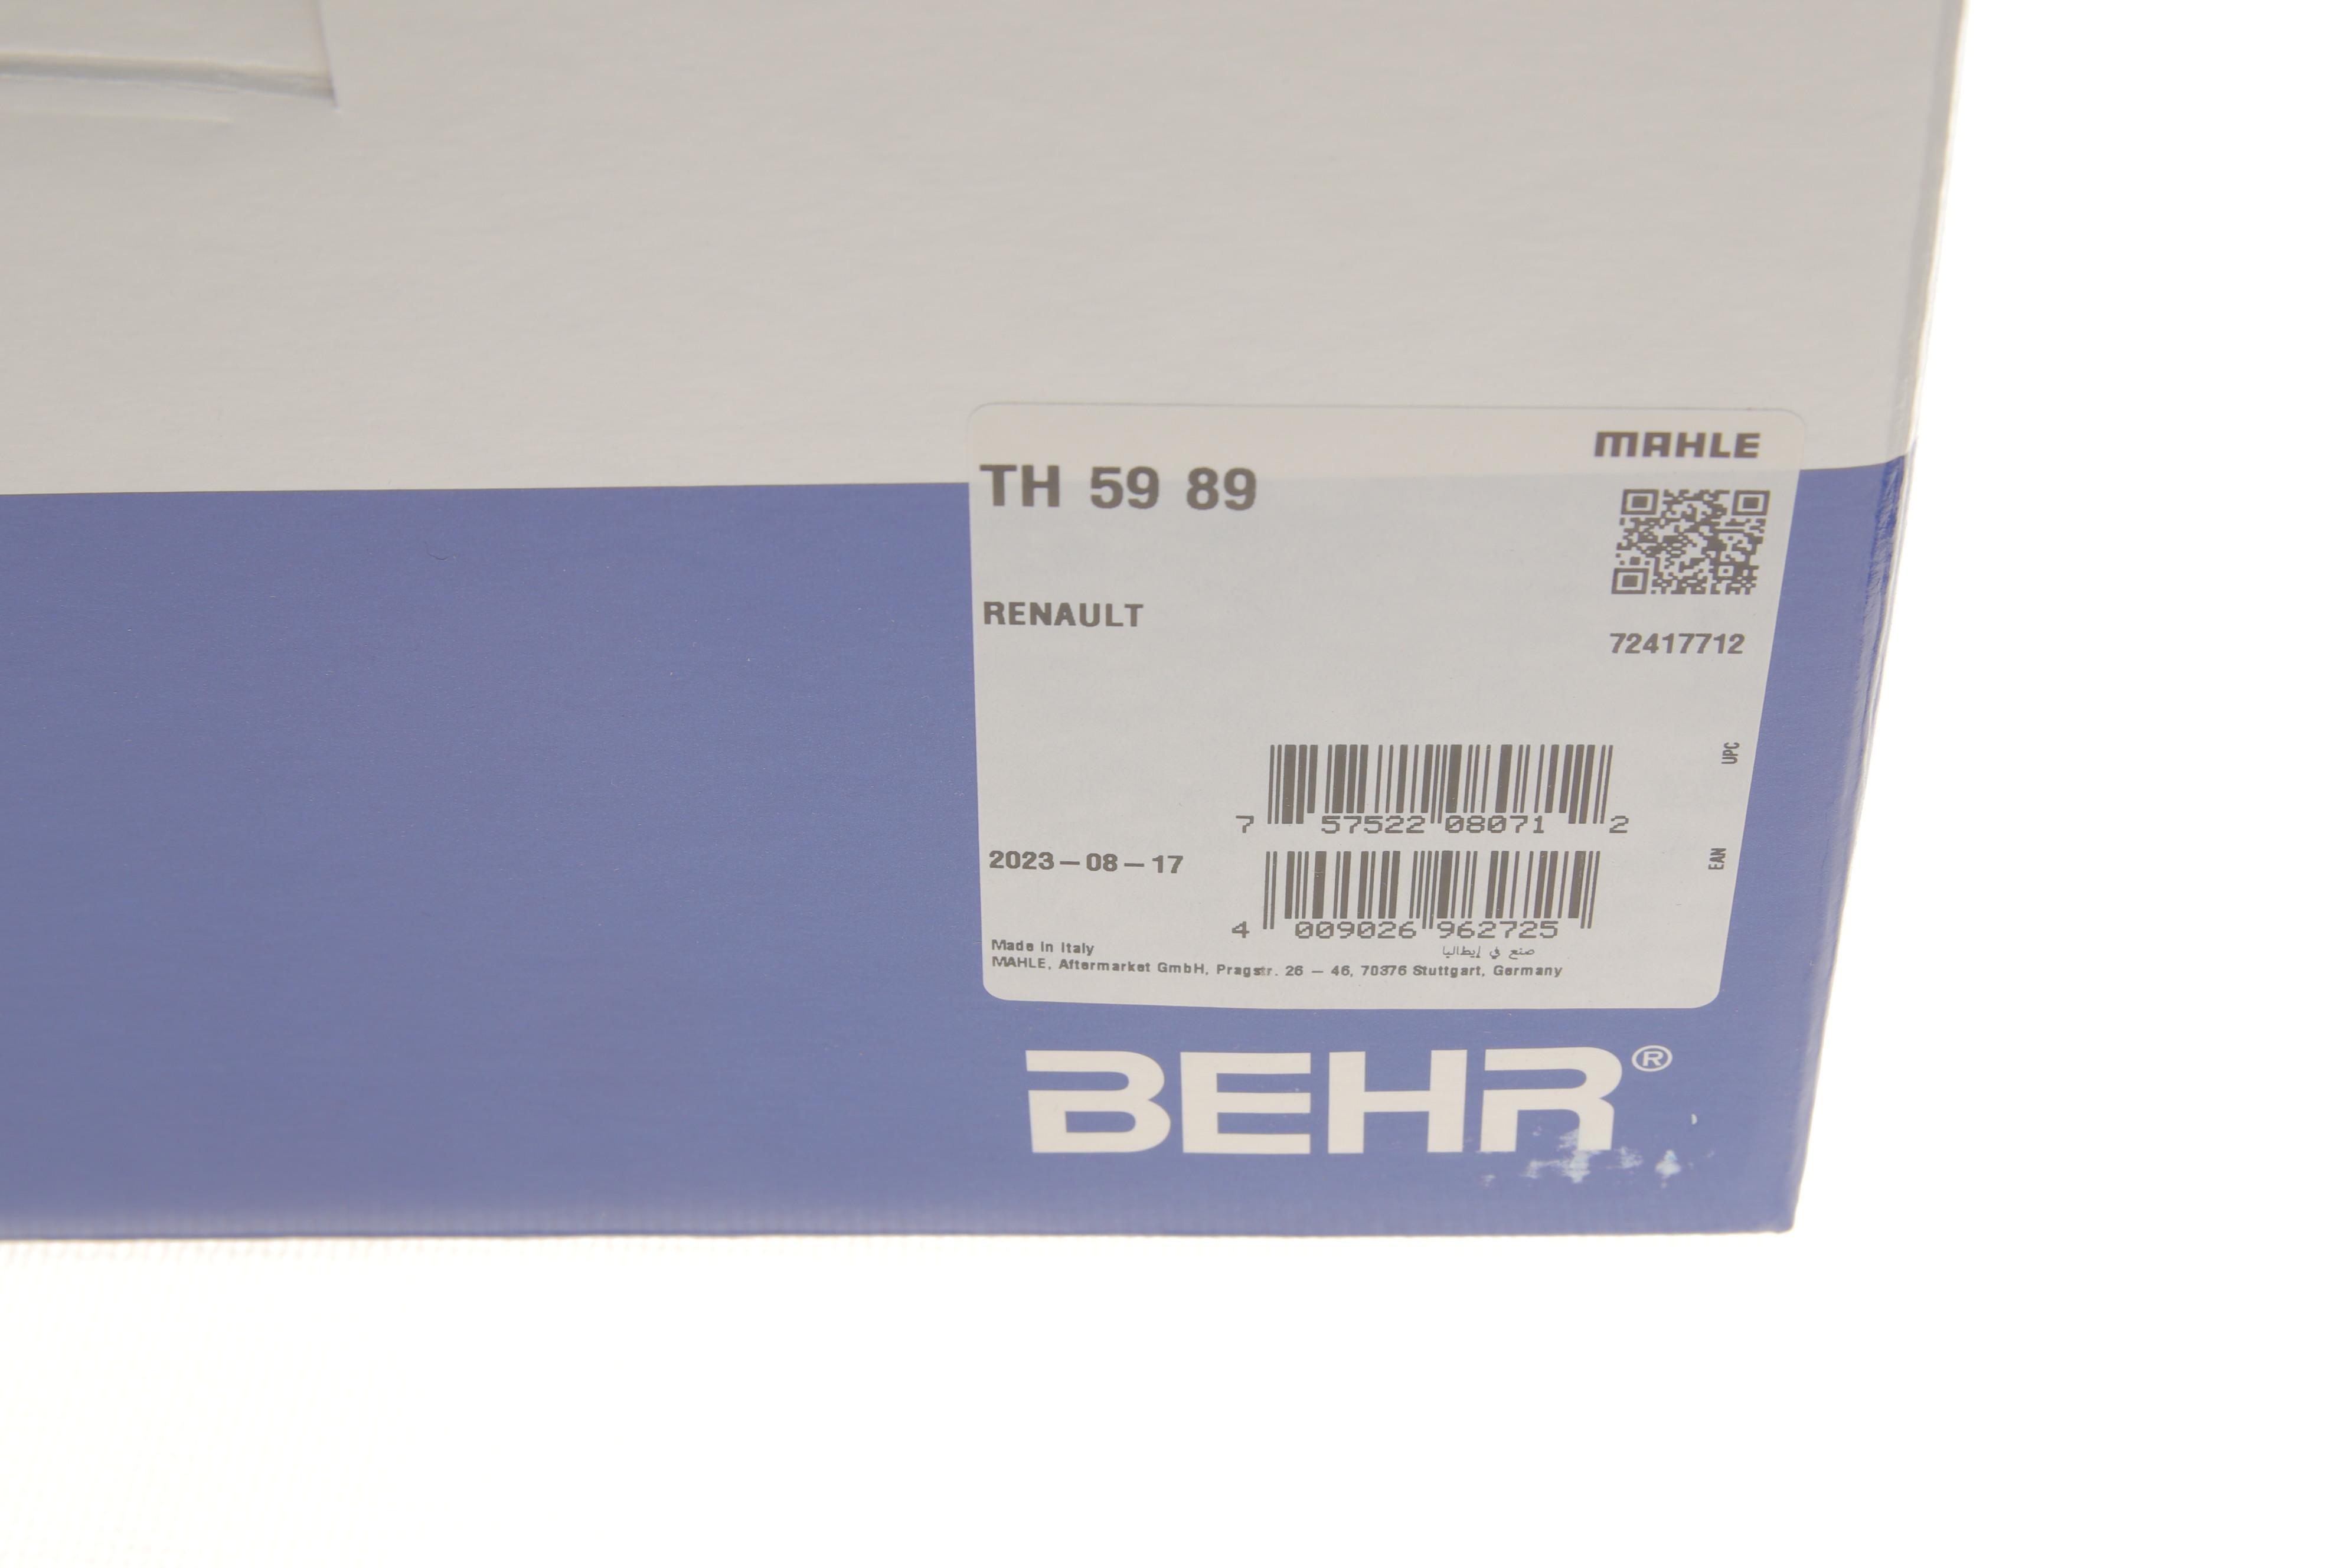 MAHLE
TH 59 89
RENAULT
72417712
UPC
7 57522 08071 2
2023-08-17
EAN
4 009026 962725
Made in Italy
صنع في إيطاليا
MAHLE, Aftermarket GmbH, Pragstr. 26 - 46, 70376 Stuttgart, Germany
BEHR®